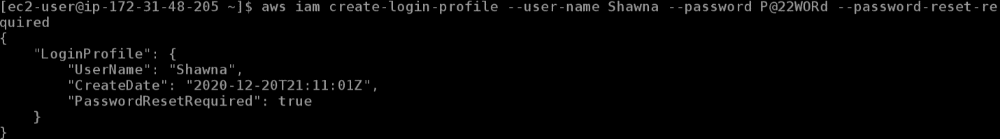 [ec2-user@ip-172-31-48-205 ~]$ aws iam create-login-profile --user-name Shawna --password P@22WORd --password-reset-re
quired
{
    "LoginProfile": {
        "UserName": "Shawna",
        "CreateDate": "2020-12-20T21:11:01Z",
        "PasswordResetRequired": true
    }
}